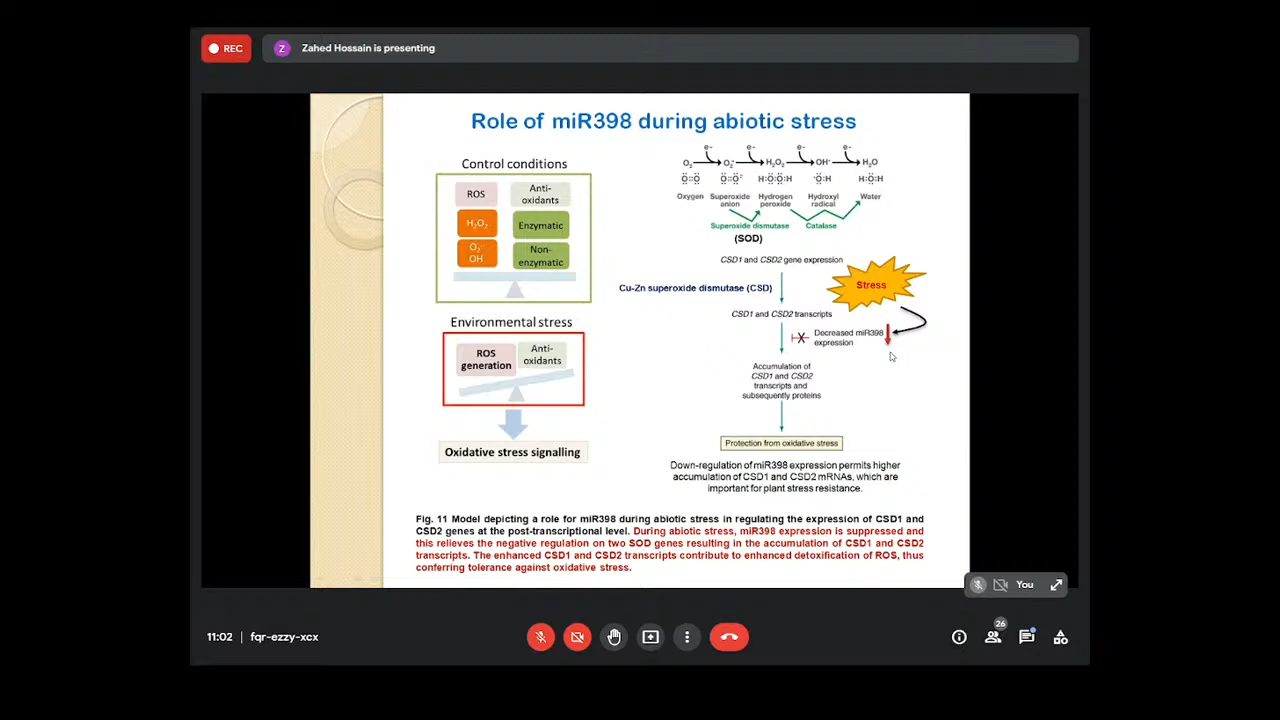 REC
Z
Zahed Hossain is presenting
Role of miR398 during abiotic stress
Control conditions
ROS
Anti-
oxidants
H₂O₂
Enzymatic
O₂⁻
OH
Non-
enzymatic
Environmental stress
ROS
generation
Anti-
oxidants
Oxidative stress signalling
e- e- e- e-
O₂ O₂⁻ H₂O₂ OH· H₂O
Oxygen Superoxide anion Hydrogen peroxide Hydroxyl radical Water
Superoxide dismutase Catalase
(SOD)
CSD1 and CSD2 gene expression
Cu-Zn superoxide dismutase (CSD)
Stress
CSD1 and CSD2 transcripts
X
Decreased miR398
expression
Accumulation of
CSD1 and CSD2
transcripts and
subsequently proteins
Protection from oxidative stress
Down-regulation of miR398 expression permits higher
accumulation of CSD1 and CSD2 mRNAs, which are
important for plant stress resistance.
Fig. 11 Model depicting a role for miR398 during abiotic stress in regulating the expression of CSD1 and
CSD2 genes at the post-transcriptional level. During abiotic stress, miR398 expression is suppressed and
this relieves the negative regulation on two SOD genes resulting in the accumulation of CSD1 and CSD2
transcripts. The enhanced CSD1 and CSD2 transcripts contribute to enhanced detoxification of ROS, thus
conferring tolerance against oxidative stress.
You
11:02 | fqr-ezzy-xcx
26